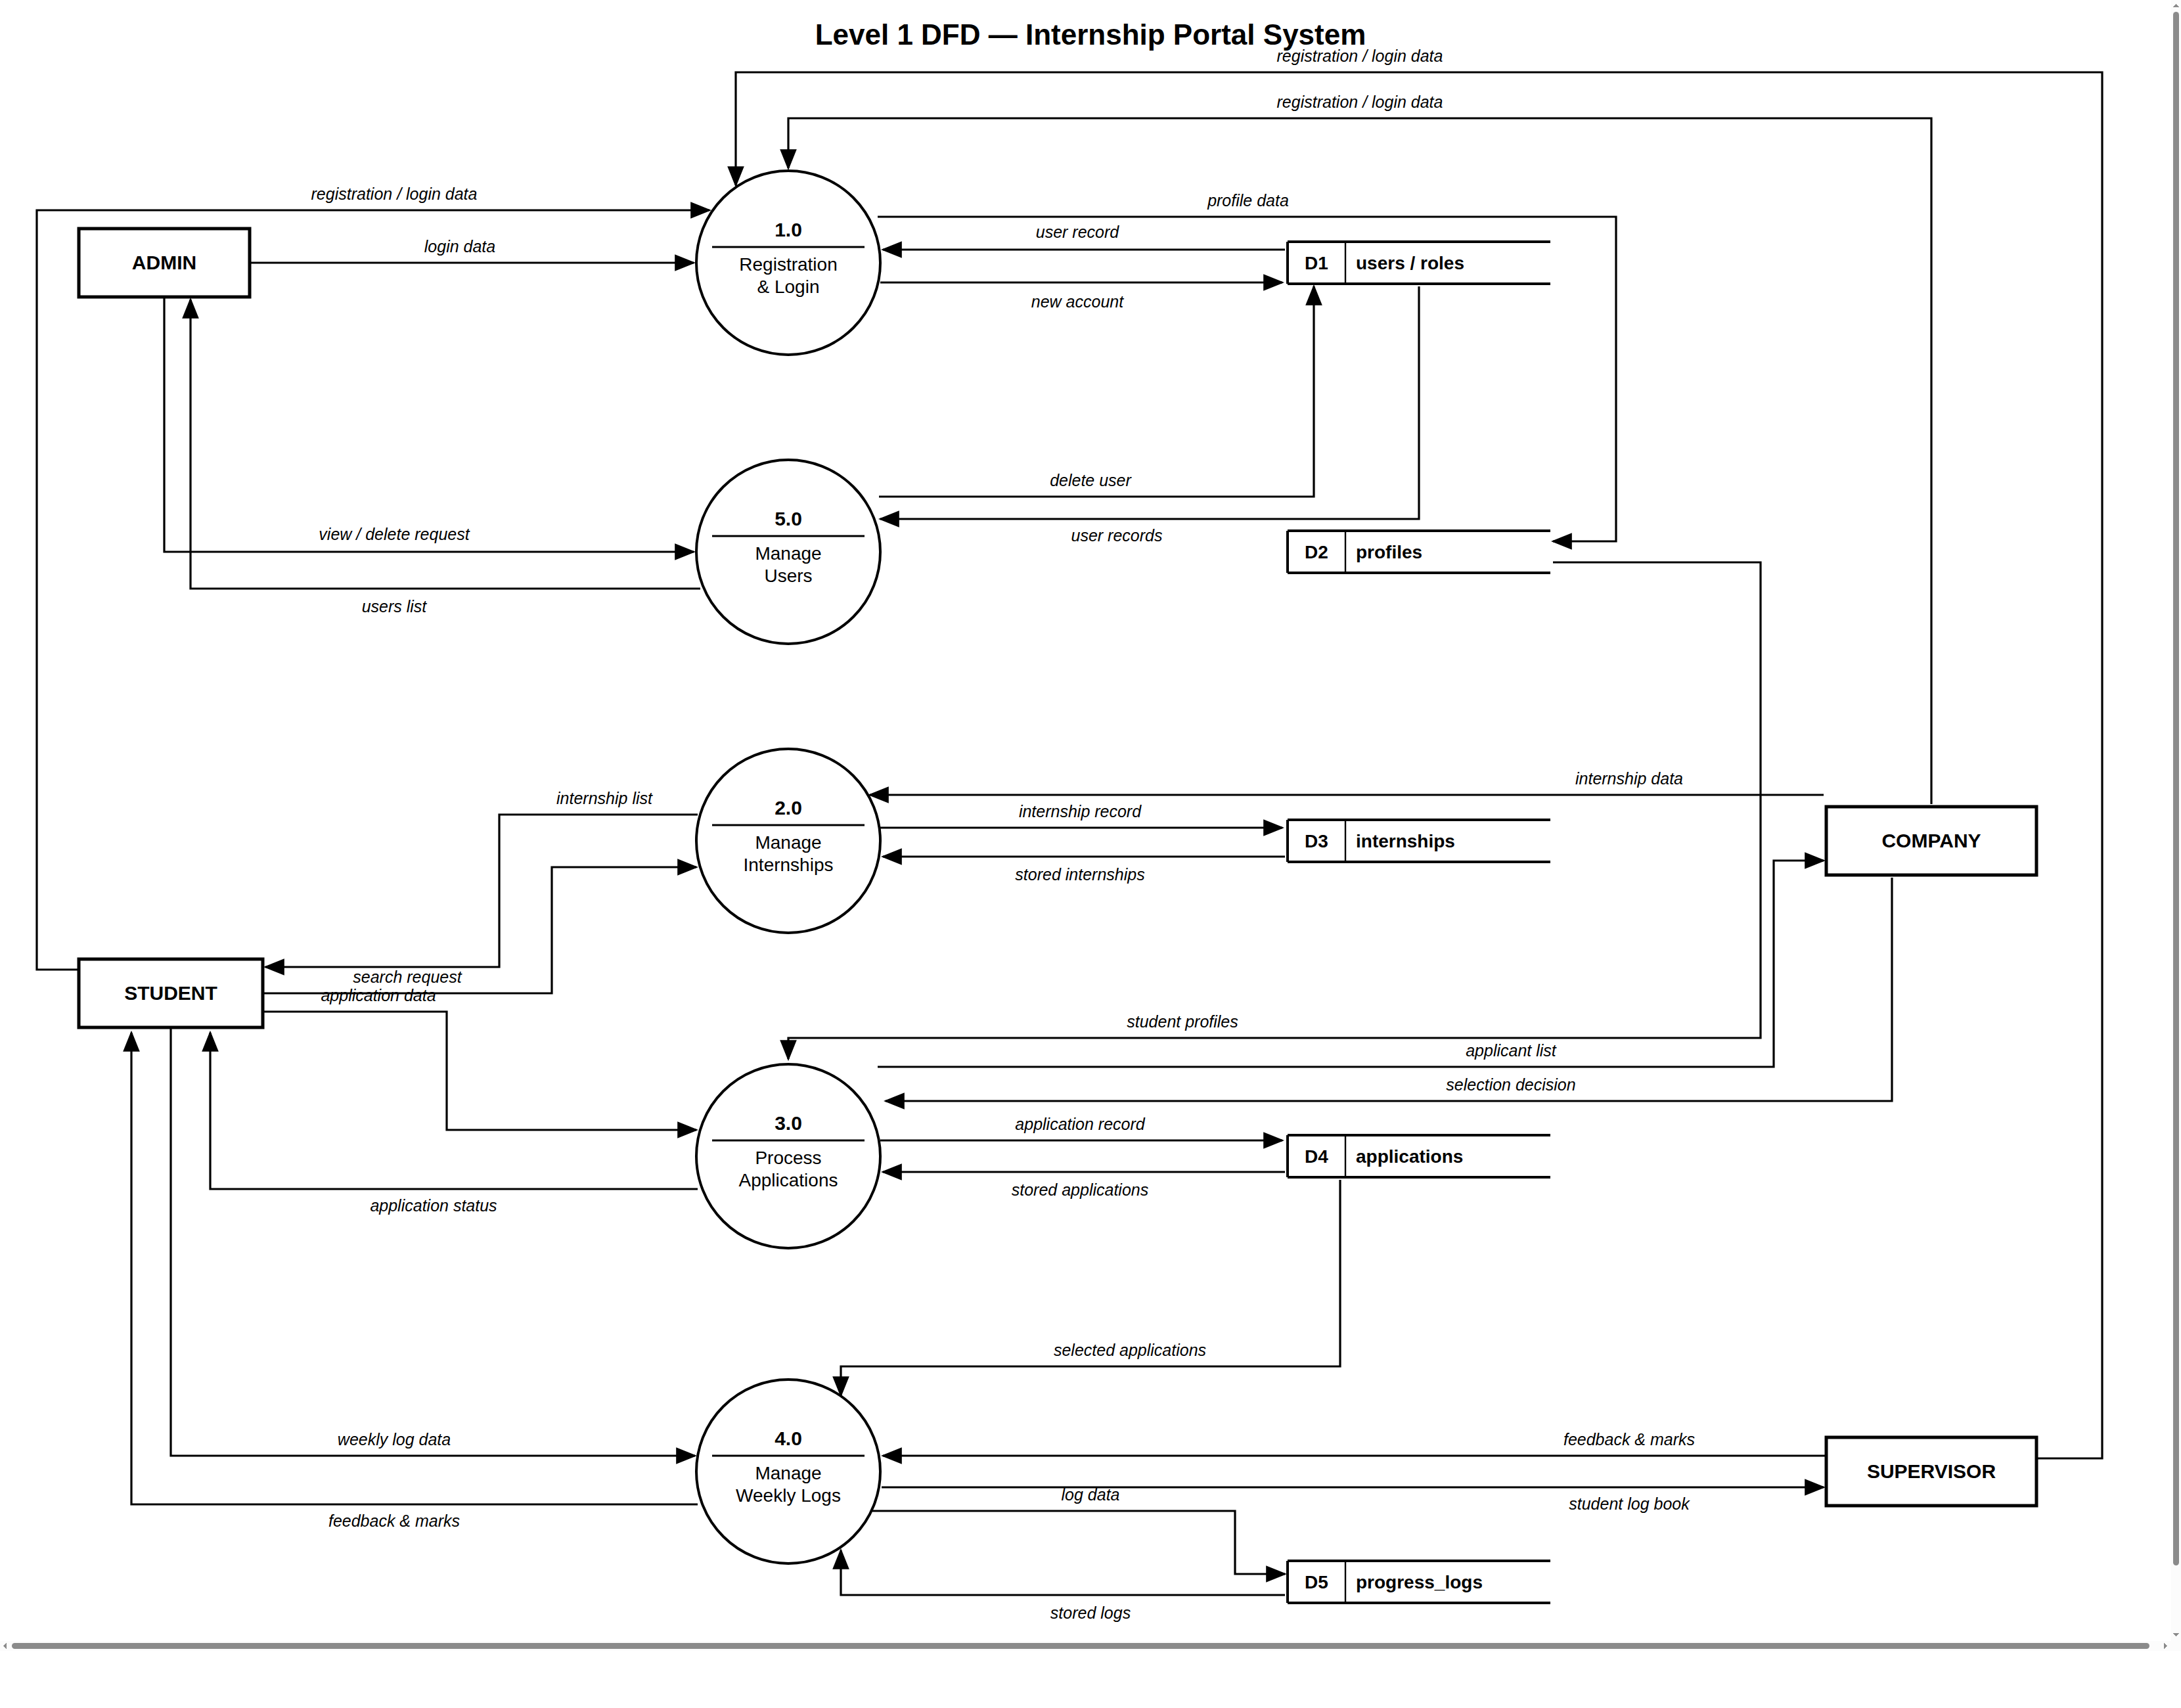 Level 1 DFD — Internship Portal System
registration / login data
registration / login data
registration / login data
profile data
user record
1.0
login data
ADMIN
Registration
& Login
D1
users / roles
new account
delete user
5.0
view / delete request
user records
Manage
Users
D2
profiles
users list
internship data
internship list
2.0
internship record
Manage
Internships
D3
internships
COMPANY
stored internships
search request
STUDENT
application data
student profiles
applicant list
selection decision
3.0
application record
Process
Applications
D4
applications
application status
stored applications
selected applications
weekly log data
4.0
feedback & marks
Manage
Weekly Logs
SUPERVISOR
log data
student log book
feedback & marks
D5
progress_logs
stored logs